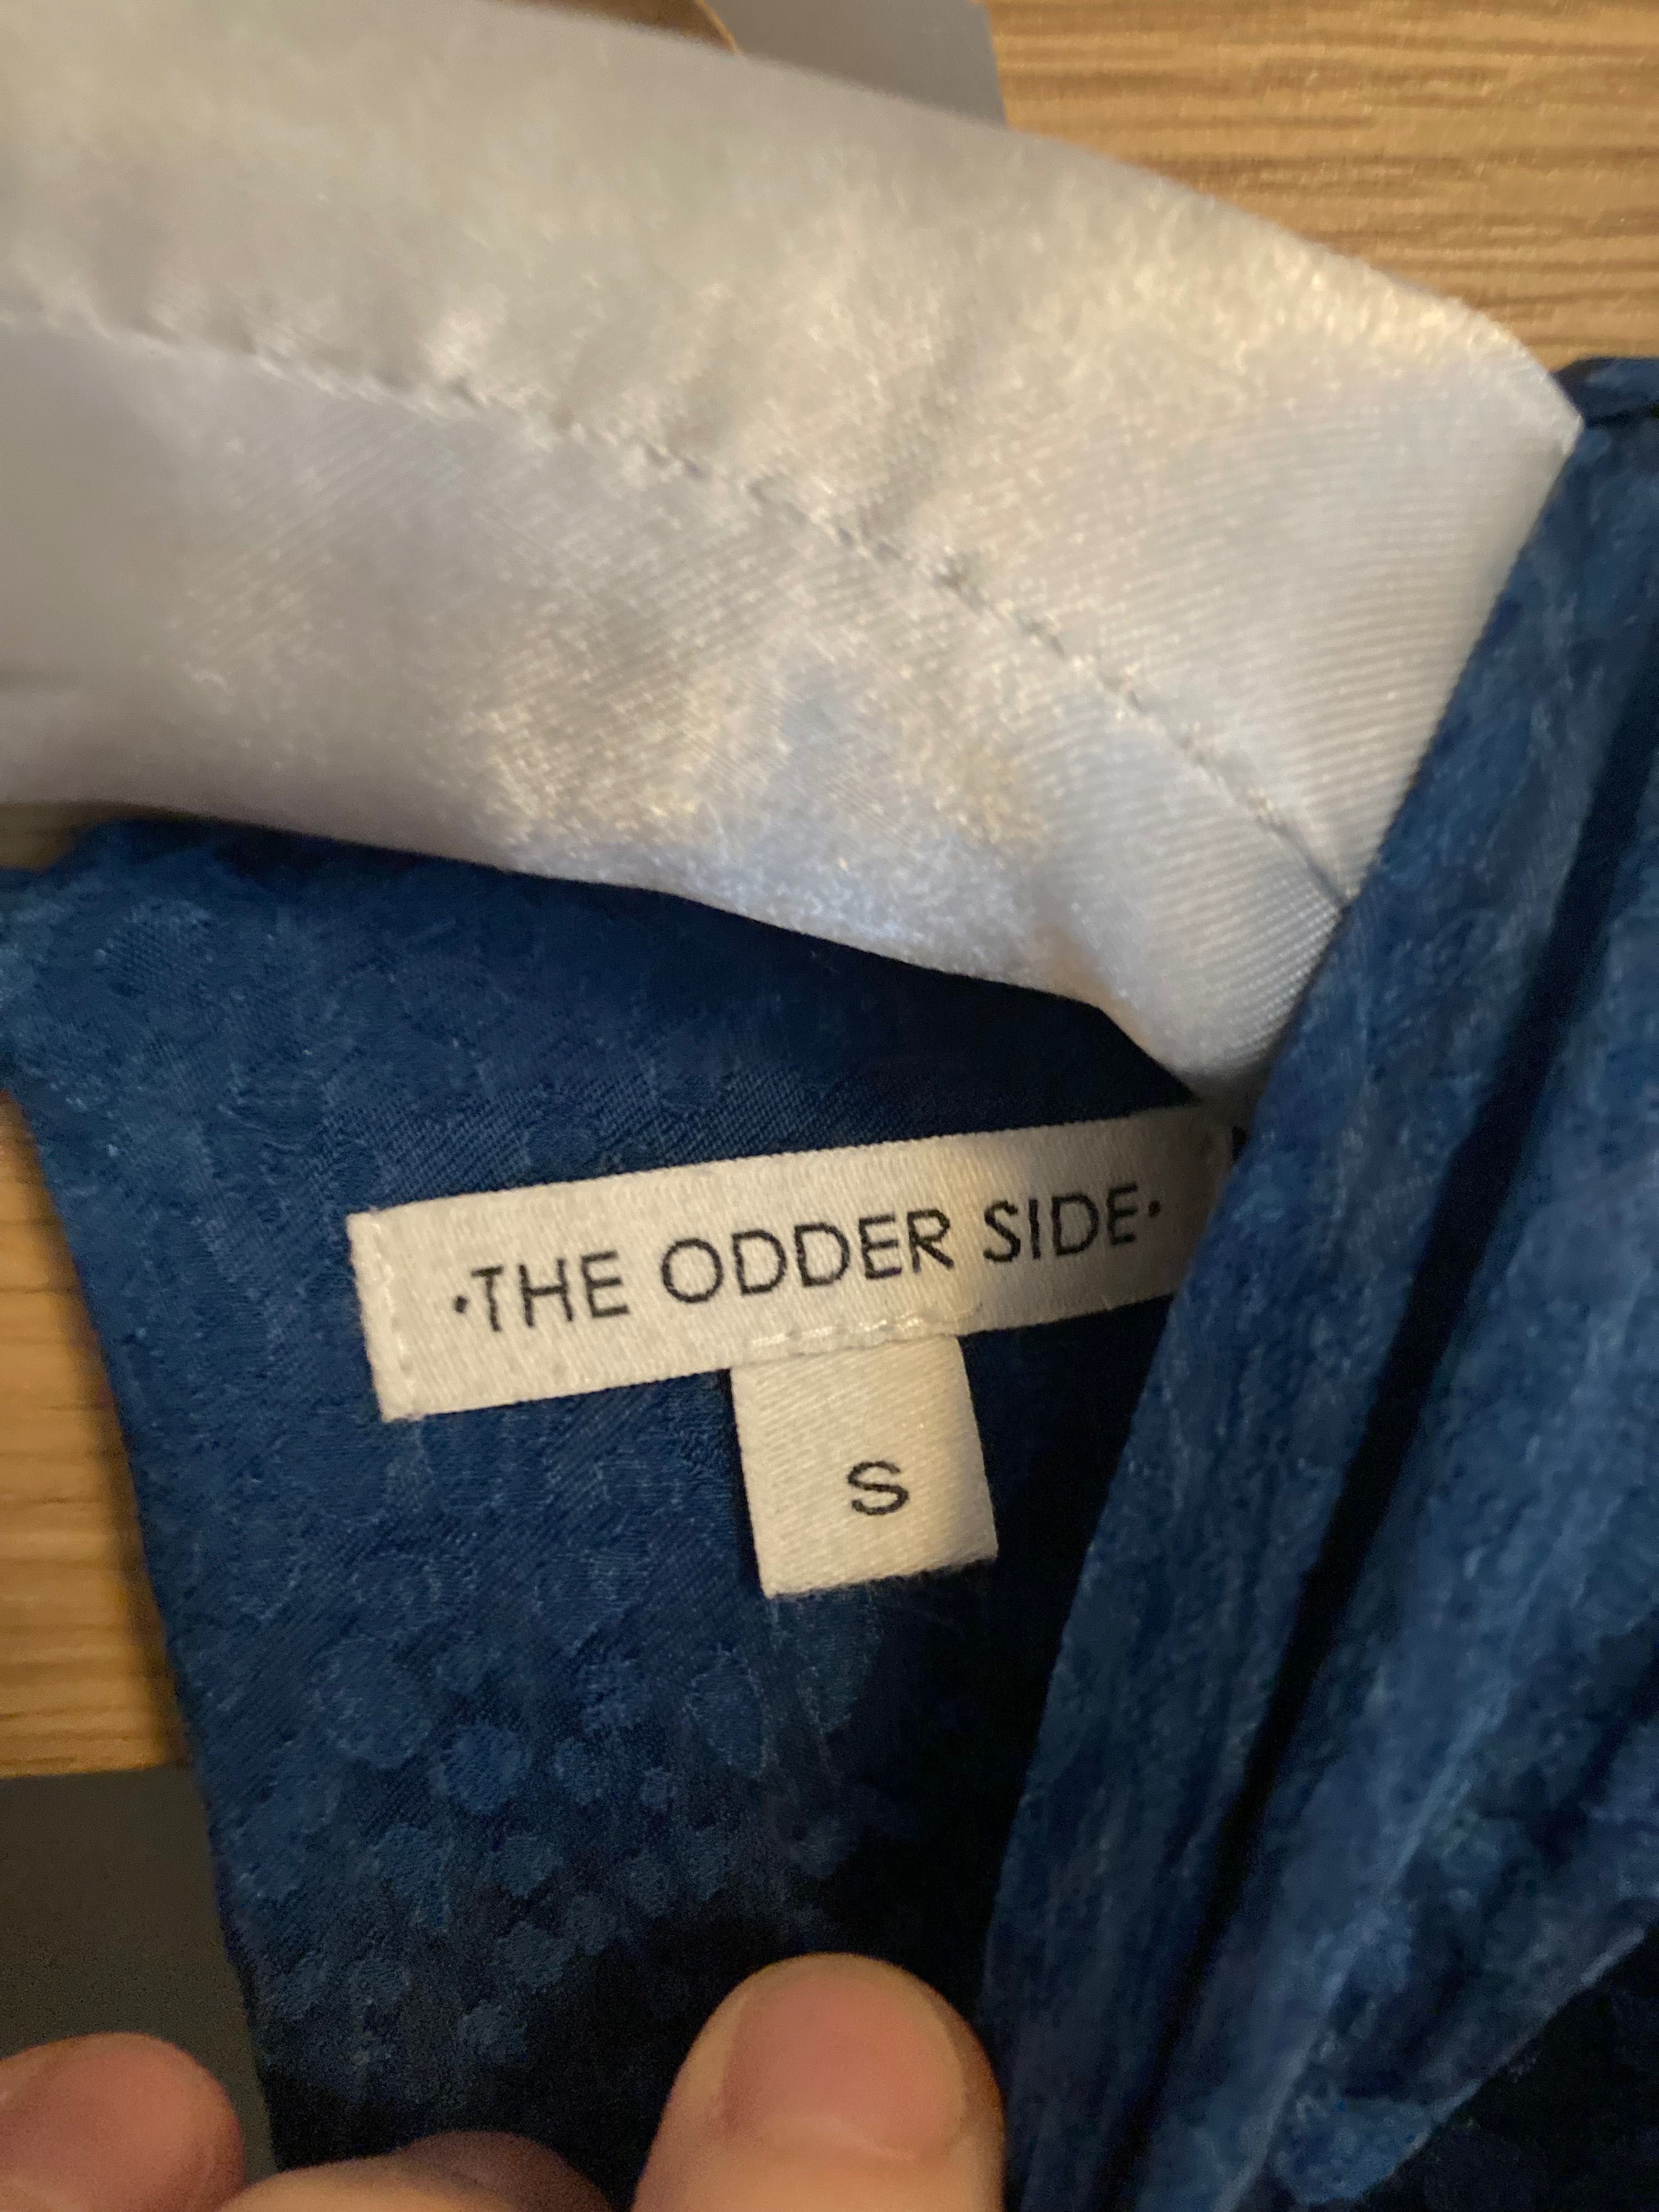 ·THE ODDER SIDE·
S